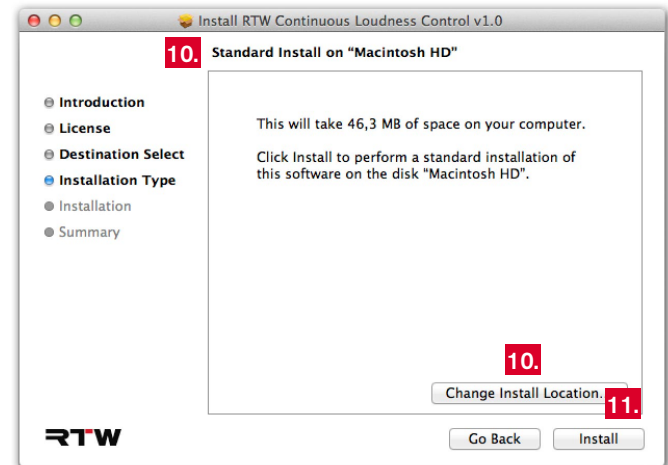 Install RTW Continuous Loudness Control v1.0
10. Standard Install on “Macintosh HD”
Introduction
License
Destination Select
Installation Type
Installation
Summary
This will take 46,3 MB of space on your computer.
Click Install to perform a standard installation of
this software on the disk “Macintosh HD”.
10.
Change Install Location...
11.
RTW
Go Back
Install